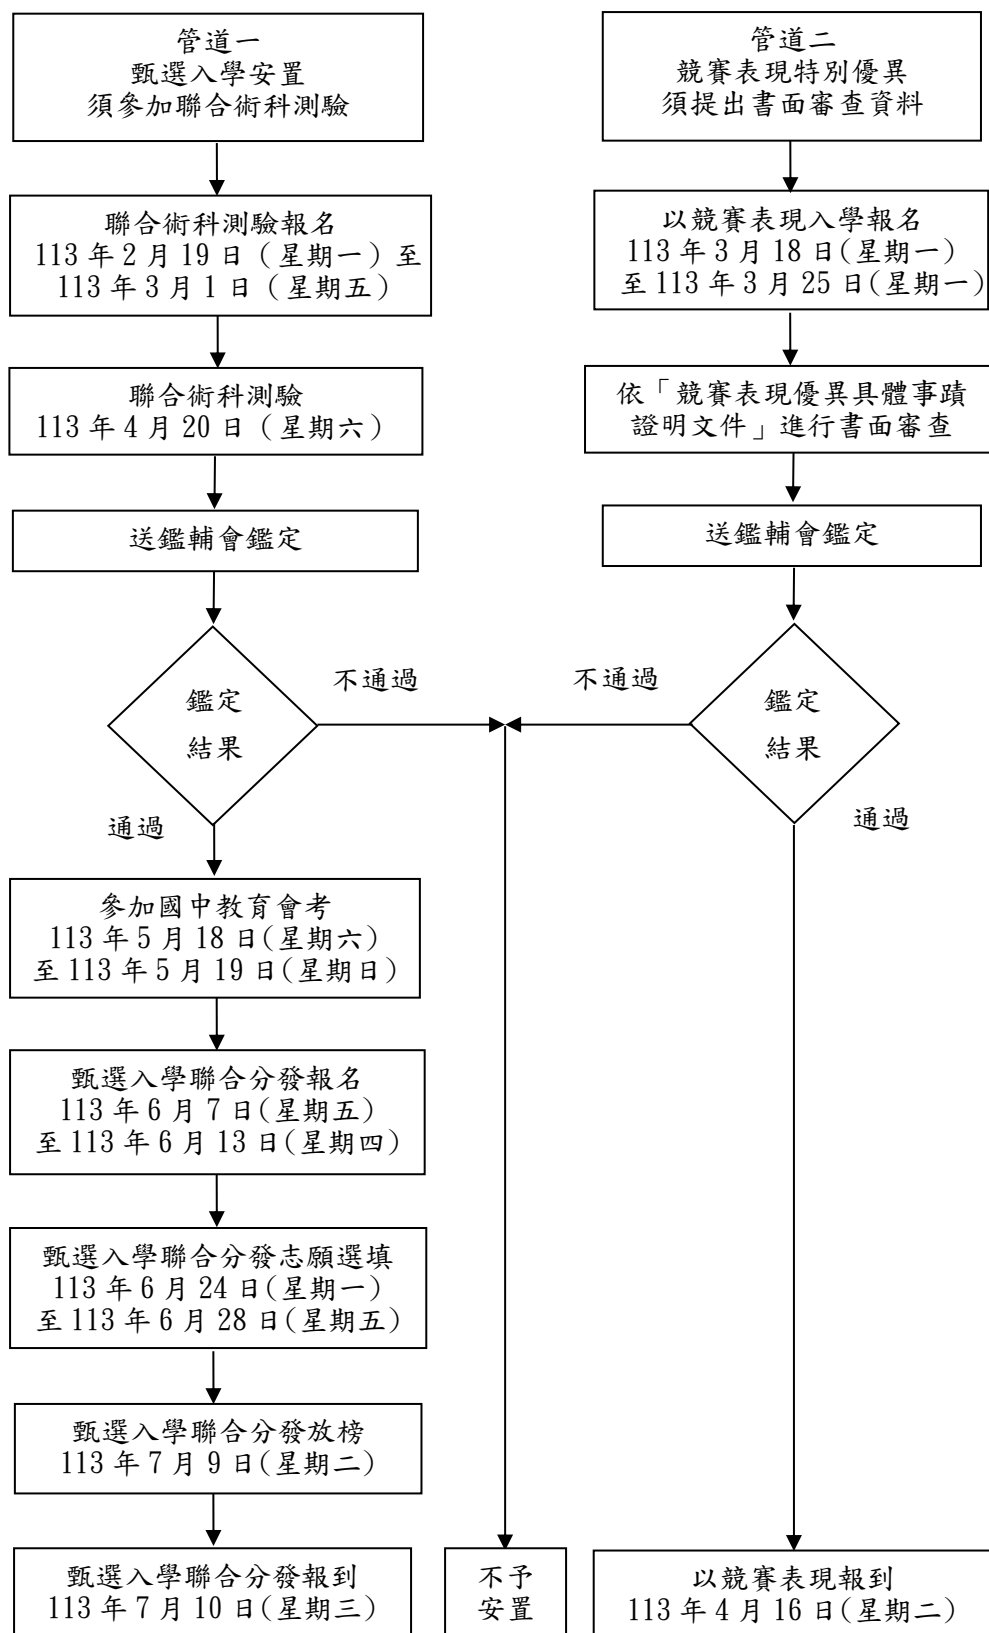 管道一
甄選入學安置
須參加聯合術科測驗
聯合術科測驗報名
113 年 2 月 19 日（星期一）至
113 年 3 月 1 日（星期五）
聯合術科測驗
113 年 4 月 20 日（星期六）
送鑑輔會鑑定
鑑定
結果
不通過
通過
參加國中教育會考
113 年 5 月 18 日(星期六)
至 113 年 5 月 19 日(星期日)
甄選入學聯合分發報名
113 年 6 月 7 日(星期五)
至 113 年 6 月 13 日(星期四)
甄選入學聯合分發志願選填
113 年 6 月 24 日(星期一)
至 113 年 6 月 28 日(星期五)
甄選入學聯合分發放榜
113 年 7 月 9 日(星期二)
甄選入學聯合分發報到
113 年 7 月 10 日(星期三)
管道二
競賽表現特別優異
須提出書面審查資料
以競賽表現入學報名
113 年 3 月 18 日(星期一)
至 113 年 3 月 25 日(星期一)
依「競賽表現優異具體事蹟
證明文件」進行書面審查
送鑑輔會鑑定
鑑定
結果
不通過
通過
不予
安置
以競賽表現報到
113 年 4 月 16 日(星期二)